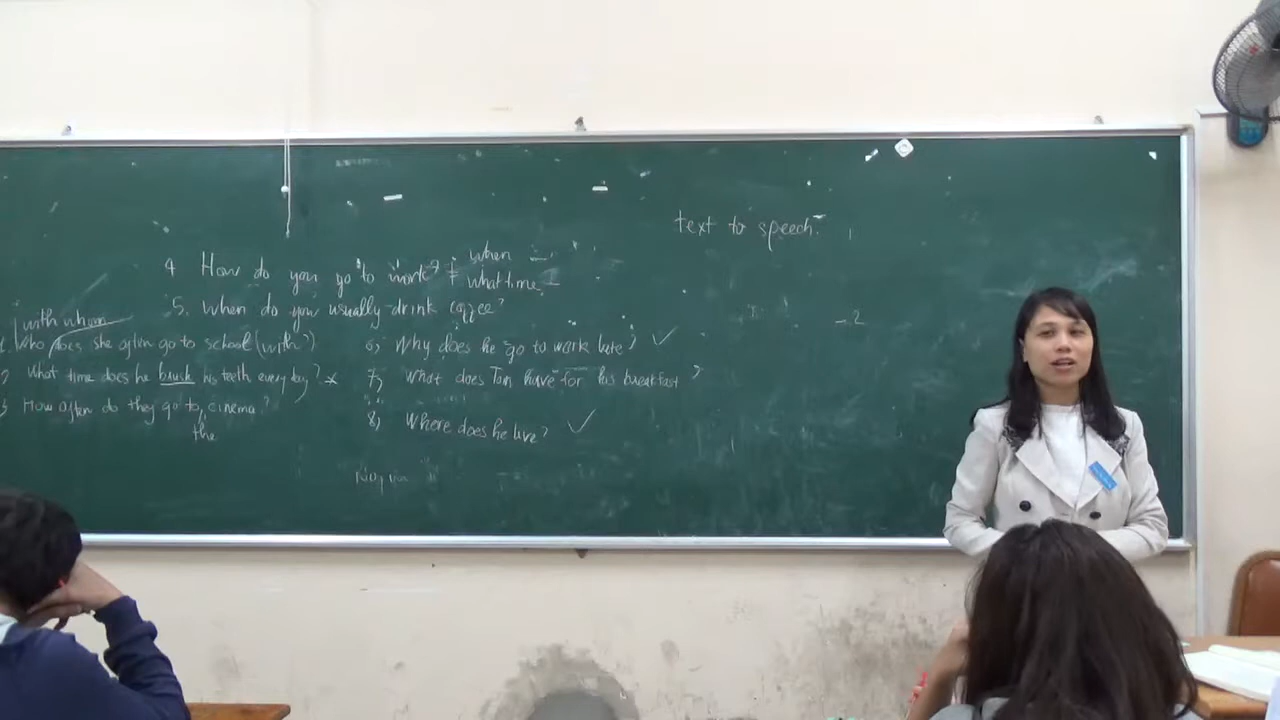 text to speech.
when
4 How do you go to work? ≠ what time
5. When do you usually drink coffee?
with whom
1. Who does she often go to school (with?)
What time does he brush his teeth every day?
3 How often do they go to cinema?
the
6) Why does he go to work late?
7) What does Tan have for his breakfast?
8) Where does he live?